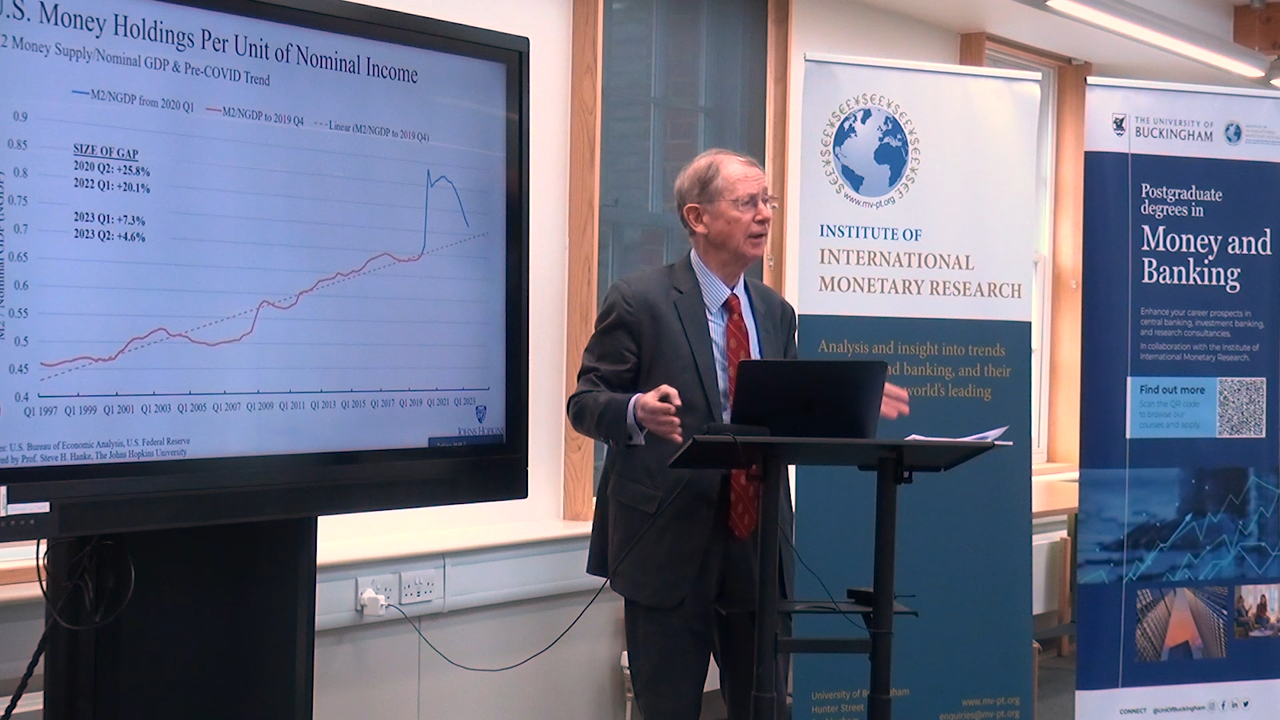 U.S. Money Holdings Per Unit of Nominal Income
2 Money Supply/Nominal GDP & Pre-COVID Trend
M2/NGDP from 2020 Q1 M2/NGDP to 2019 Q4 Linear (M2/NGDP to 2019 Q4)
0.9
0.85
0.8
0.75
0.7
0.65
0.6
0.55
0.5
0.45
0.4
SIZE OF GAP
2020 Q2: +25.8%
2022 Q1: +20.1%
2023 Q1: +7.3%
2023 Q2: +4.6%
Q1 1997 Q1 1999 Q1 2001 Q1 2003 Q1 2005 Q1 2007 Q1 2009 Q1 2011 Q1 2013 Q1 2015 Q1 2017 Q1 2019 Q1 2021 Q1 2023
JOHNS HOPKINS
U.S. Bureau of Economic Analysis, U.S. Federal Reserve
by Prof. Steve H. Hanke, The Johns Hopkins University
www.mv-pt.org
INSTITUTE OF
INTERNATIONAL
MONETARY RESEARCH
Analysis and insight into trends
banking, and their
world's leading
University of Buckingham
Hunter Street
www.mv-pt.org
enquiries@mv-pt.org
THE UNIVERSITY OF
BUCKINGHAM
Postgraduate
degrees in
Money and
Banking
Enhance your career prospects in
central banking, investment banking,
and research consultancies.
In collaboration with the Institute of
International Monetary Research.
Find out more
Scan the QR code
to browse our
courses and apply
CONNECT @UniOfBuckingham